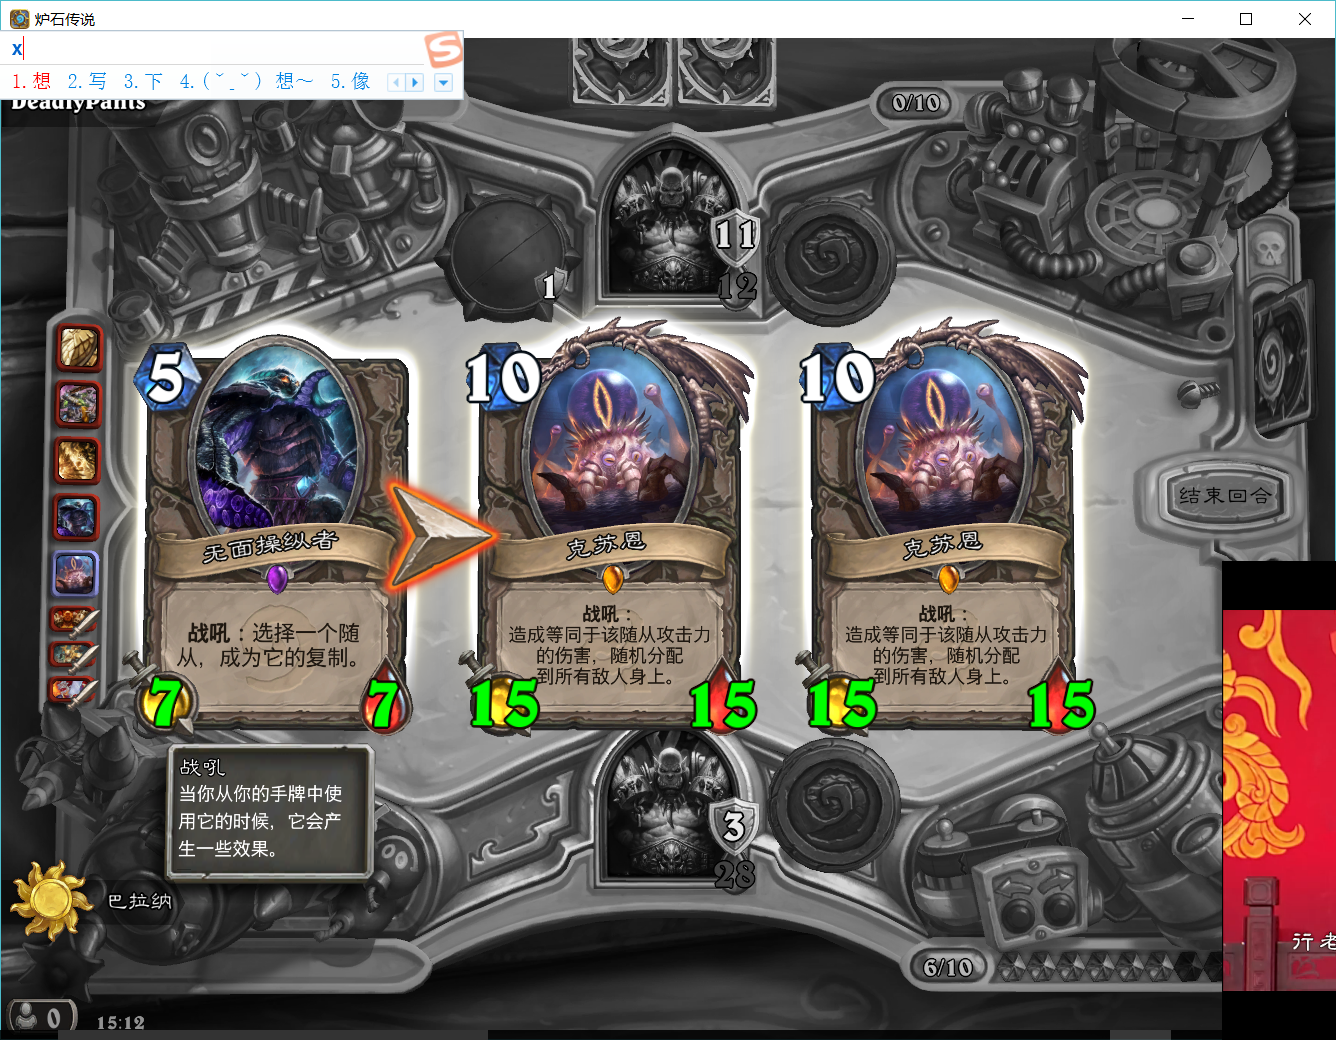 炉石传说
x
1.想 2.写 3.下 4.(ˇˍˇ) 想～ 5.像
DeadlyPants
0/10
11
12
1
5
10
10
无面操纵者
克苏恩
克苏恩
战吼：选择一个随
从，成为它的复制。
战吼：
造成等同于该随从攻击力
的伤害，随机分配
到所有敌人身上。
战吼：
造成等同于该随从攻击力
的伤害，随机分配
到所有敌人身上。
7
7
15
15
15
15
结束回合
战吼
当你从你的手牌中使
用它的时候，它会产
生一些效果。
3
28
巴拉纳
6/10
行老
0
15:12